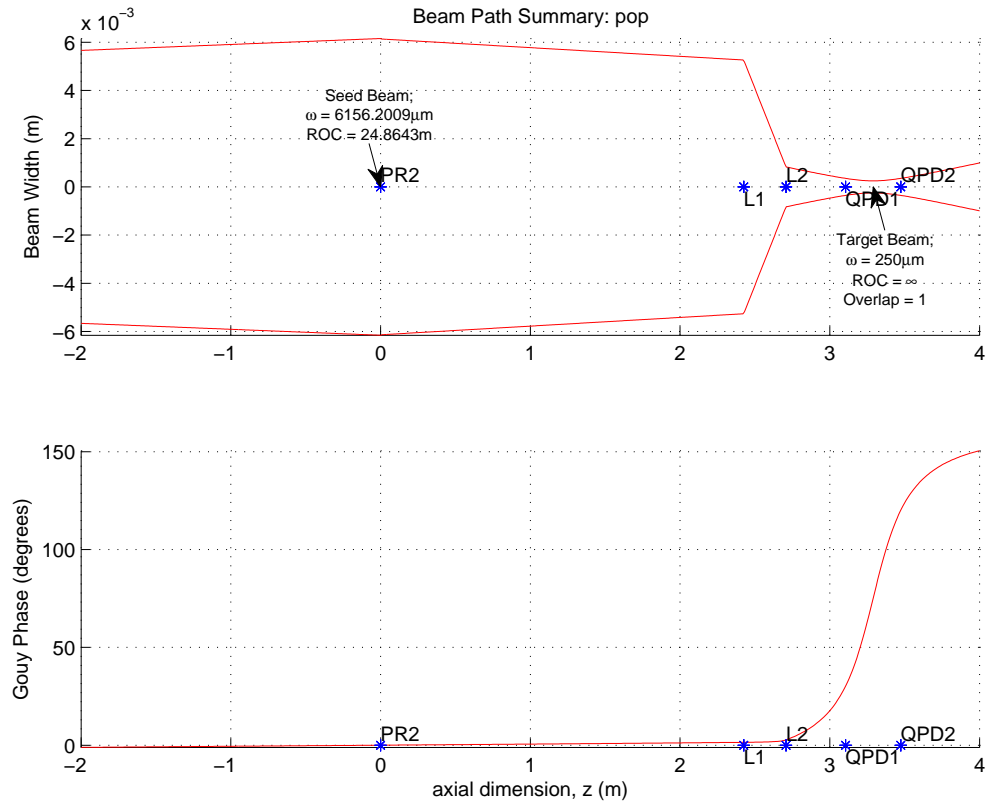 Beam Path Summary: pop
x 10⁻³
6
4
2
0
−2
−4
−6
Beam Width (m)
Seed Beam;
ω = 6156.2009μm
ROC = 24.8643m
PR2
L1
L2
QPD1
QPD2
Target Beam;
ω = 250μm
ROC = ∞
Overlap = 1
−2
−1
0
1
2
3
4
150
100
50
0
Gouy Phase (degrees)
PR2
L1
L2
QPD1
QPD2
−2
−1
0
1
2
3
4
axial dimension, z (m)